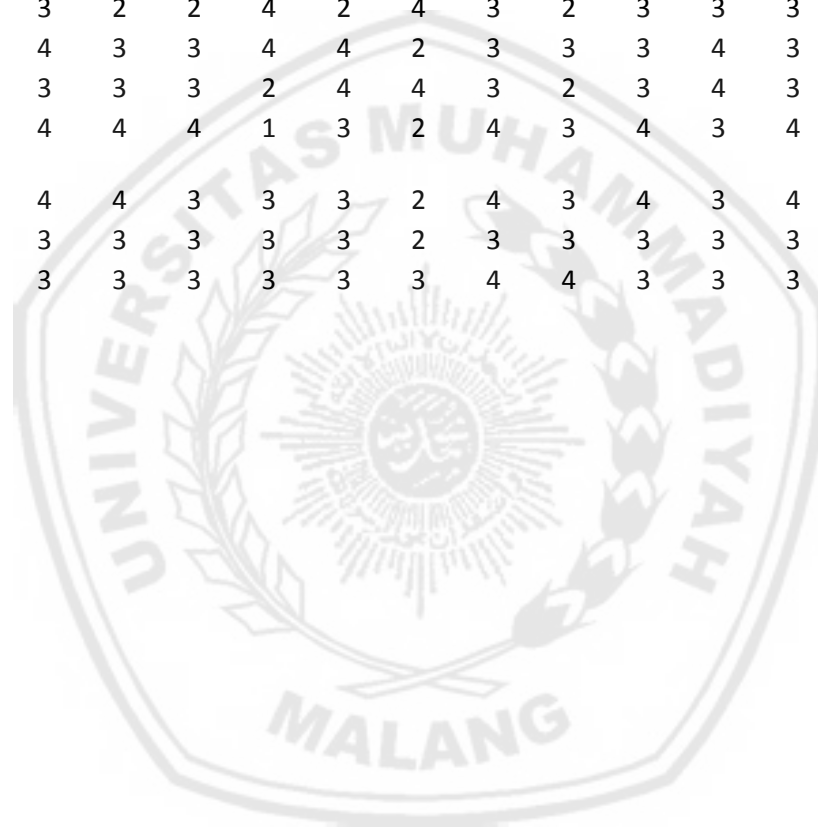 3 2 2 4 2 4 3 2 3 3 3
4 3 3 4 4 2 3 3 3 4 3
3 3 3 2 4 4 3 2 3 4 3
4 4 4 1 3 2 4 3 4 3 4
4 4 3 3 3 2 4 3 4 3 4
3 3 3 3 3 2 3 3 3 3 3
3 3 3 3 3 3 4 4 3 3 3
UNIVERSITAS MUHAMMADIYAH
MALANG